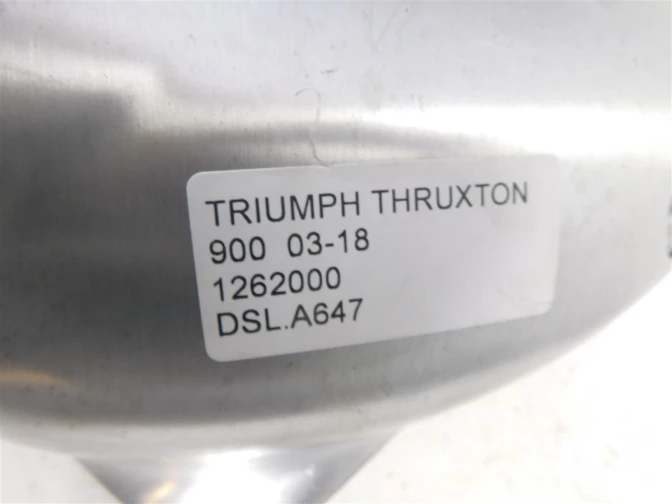 TRIUMPH THRUXTON
900 03-18
1262000
DSL.A647